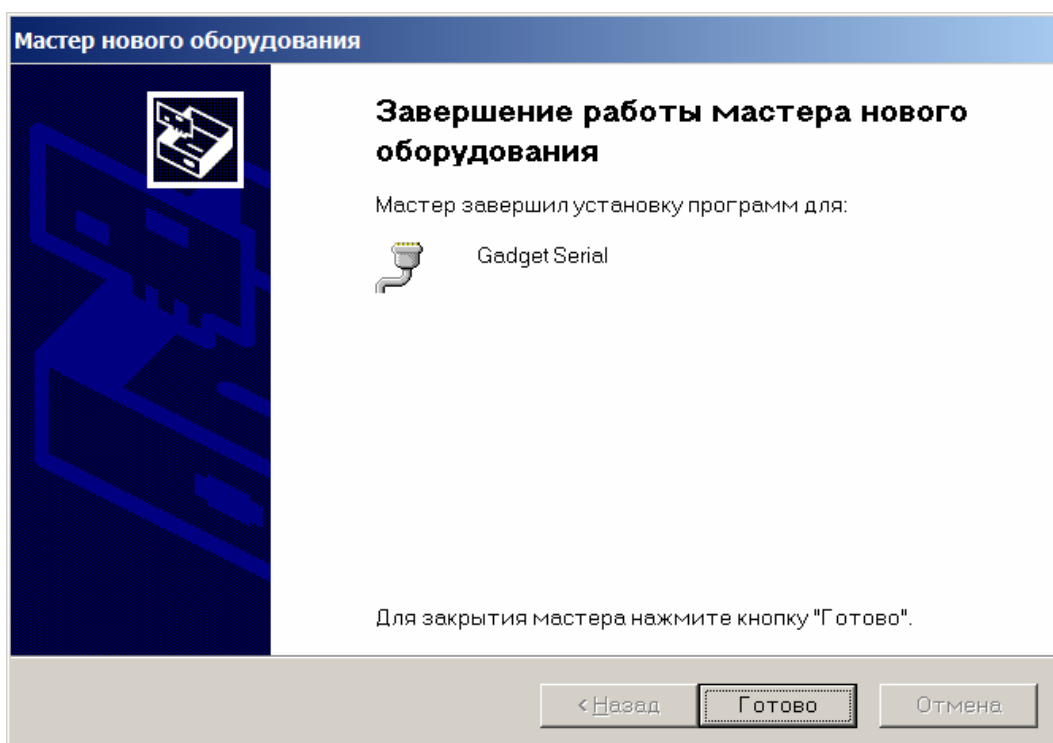 Мастер нового оборудования
Завершение работы мастера нового
оборудования
Мастер завершил установку программ для:
Gadget Serial
Для закрытия мастера нажмите кнопку "Готово".
< Назад
Готово
Отмена